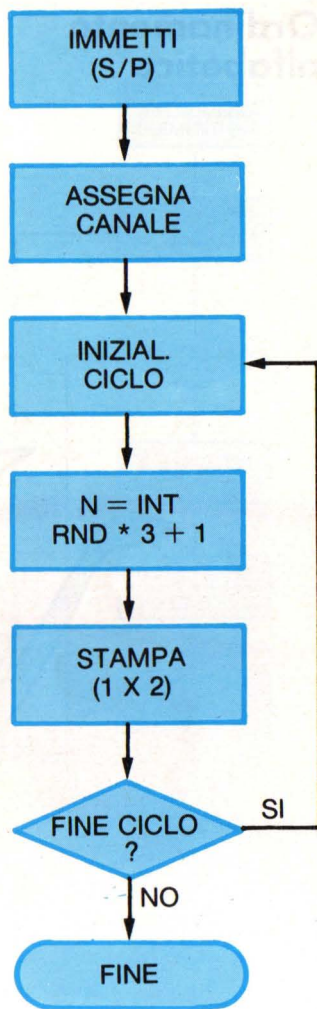 IMMETTI
(S/P)
ASSEGNA
CANALE
INIZIAL.
CICLO
N = INT
RND * 3 + 1
STAMPA
(1 X 2)
FINE CICLO
?
SI
NO
FINE